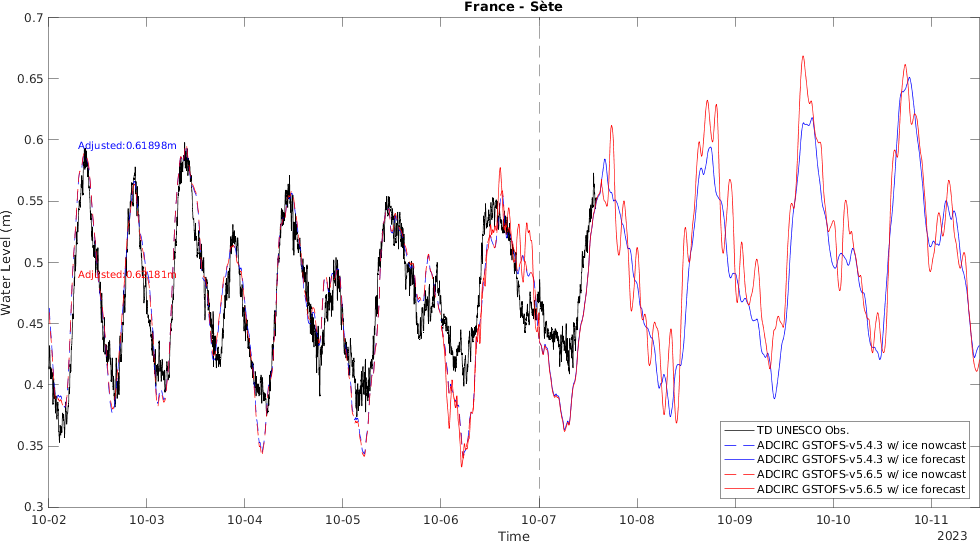 France - Sète
0.7
0.65
0.6
0.55
0.5
0.45
0.4
0.35
0.3
Water Level (m)
Adjusted:0.61898m
TD UNESCO Obs.
ADCIRC GSTOFS-v5.4.3 w/ ice nowcast
ADCIRC GSTOFS-v5.4.3 w/ ice forecast
ADCIRC GSTOFS-v5.6.5 w/ ice nowcast
ADCIRC GSTOFS-v5.6.5 w/ ice forecast
10-02 10-03 10-04 10-05 10-06 10-07 10-08 10-09 10-10 10-11
Time
2023